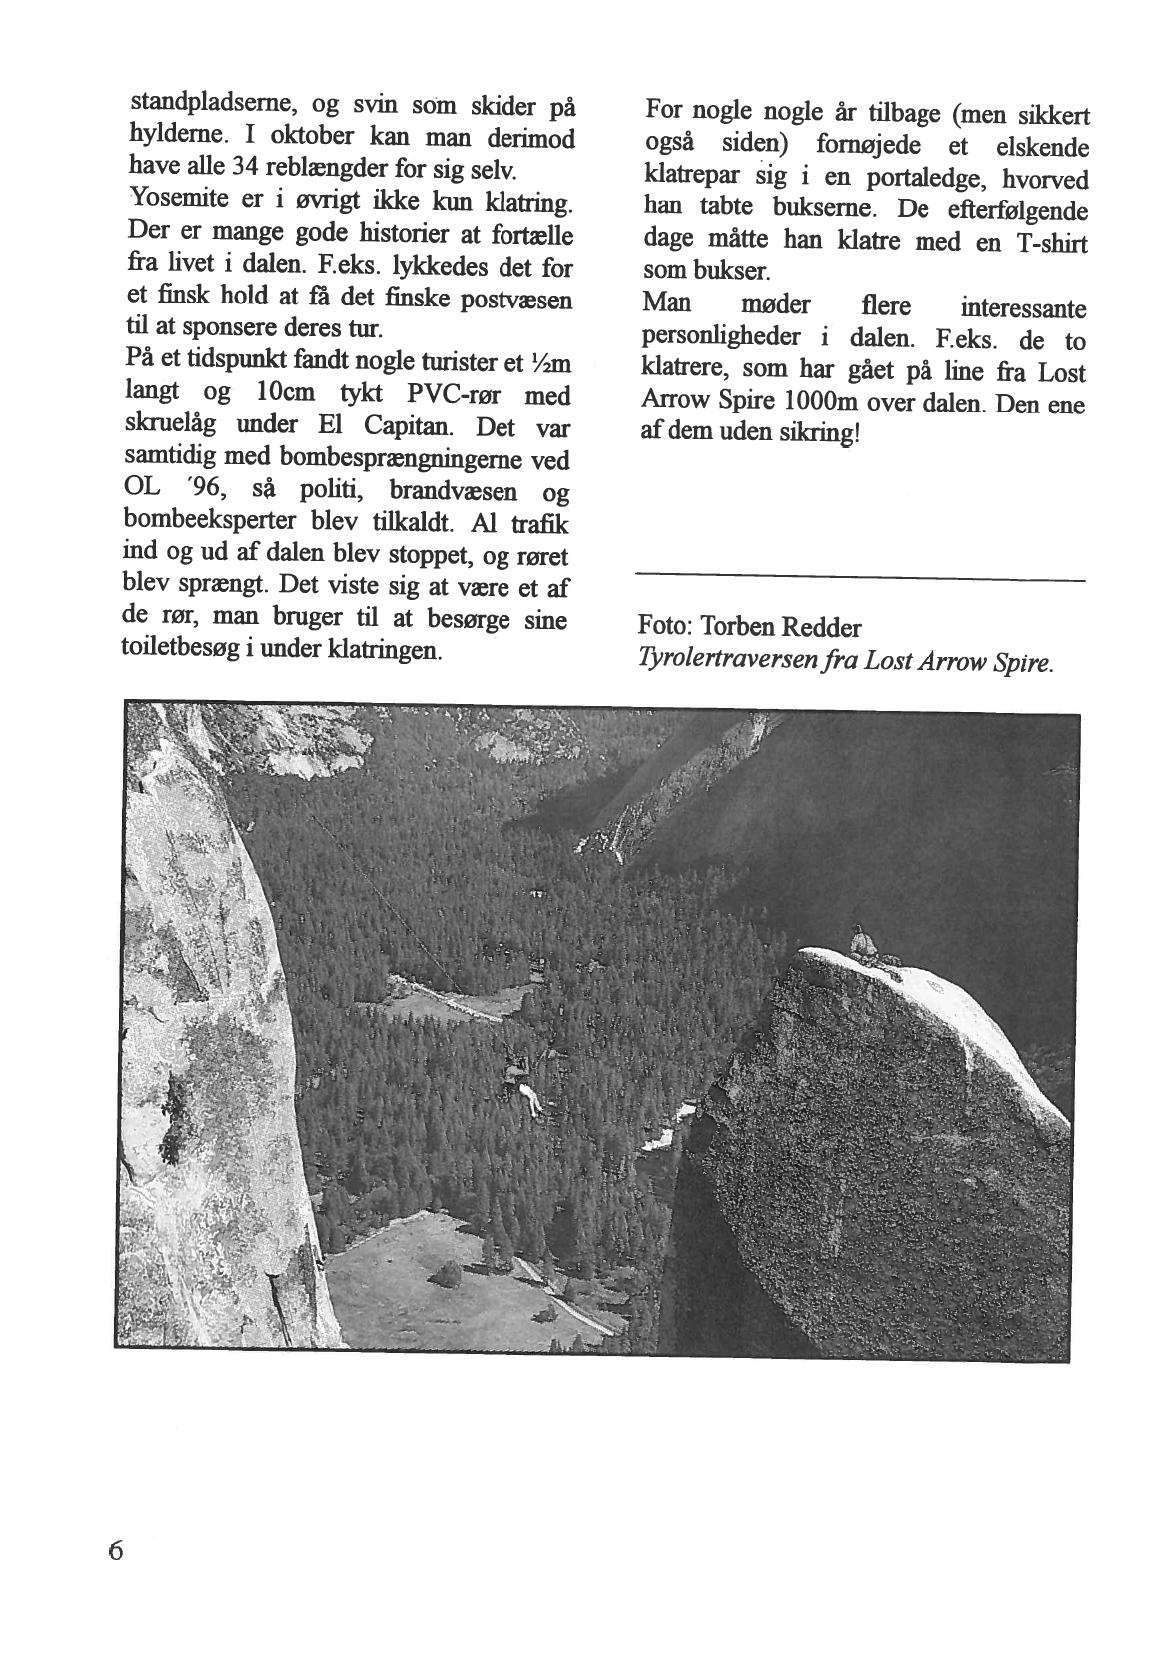 standpladserne, og svin som skider på
hylderne. I oktober kan man derimod
have alle 34 reblængder for sig selv.
Yosemite er i øvrigt ikke kun klatring.
Der er mange gode historier at fortælle
fra livet i dalen. F.eks. lykkedes det for
et finsk hold at få det finske postvæsen
til at sponsere deres tur.
På et tidspunkt fandt nogle turister et ½m
langt og 10cm tykt PVC-rør med
skruelåg under El Capitan. Det var
samtidig med bombesprængningerne ved
OL '96, så politi, brandvæsen og
bombeeksperter blev tilkaldt. Al trafik
ind og ud af dalen blev stoppet, og røret
blev sprængt. Det viste sig at være et af
de rør, man bruger til at besørge sine
toiletbesøg i under klatringen.
For nogle nogle år tilbage (men sikkert
også siden) fornøjede et elskende
klatrepar sig i en portaledge, hvorved
han tabte bukserne. De efterfølgende
dage måtte han klatre med en T-shirt
som bukser.
Man møder flere interessante
personligheder i dalen. F.eks. de to
klatrere, som har gået på line fra Lost
Arrow Spire 1000m over dalen. Den ene
af dem uden sikring!
Foto: Torben Redder
Tyrolertraversen fra Lost Arrow Spire.
6